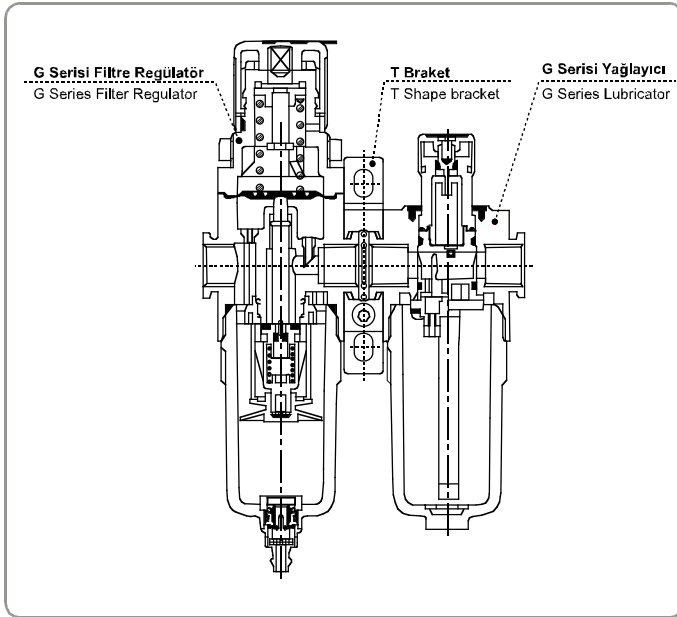 G Serisi Filtre Regülatör
G Series Filter Regulator
T Braket
T Shape bracket
G Serisi Yağlayıcı
G Series Lubricator